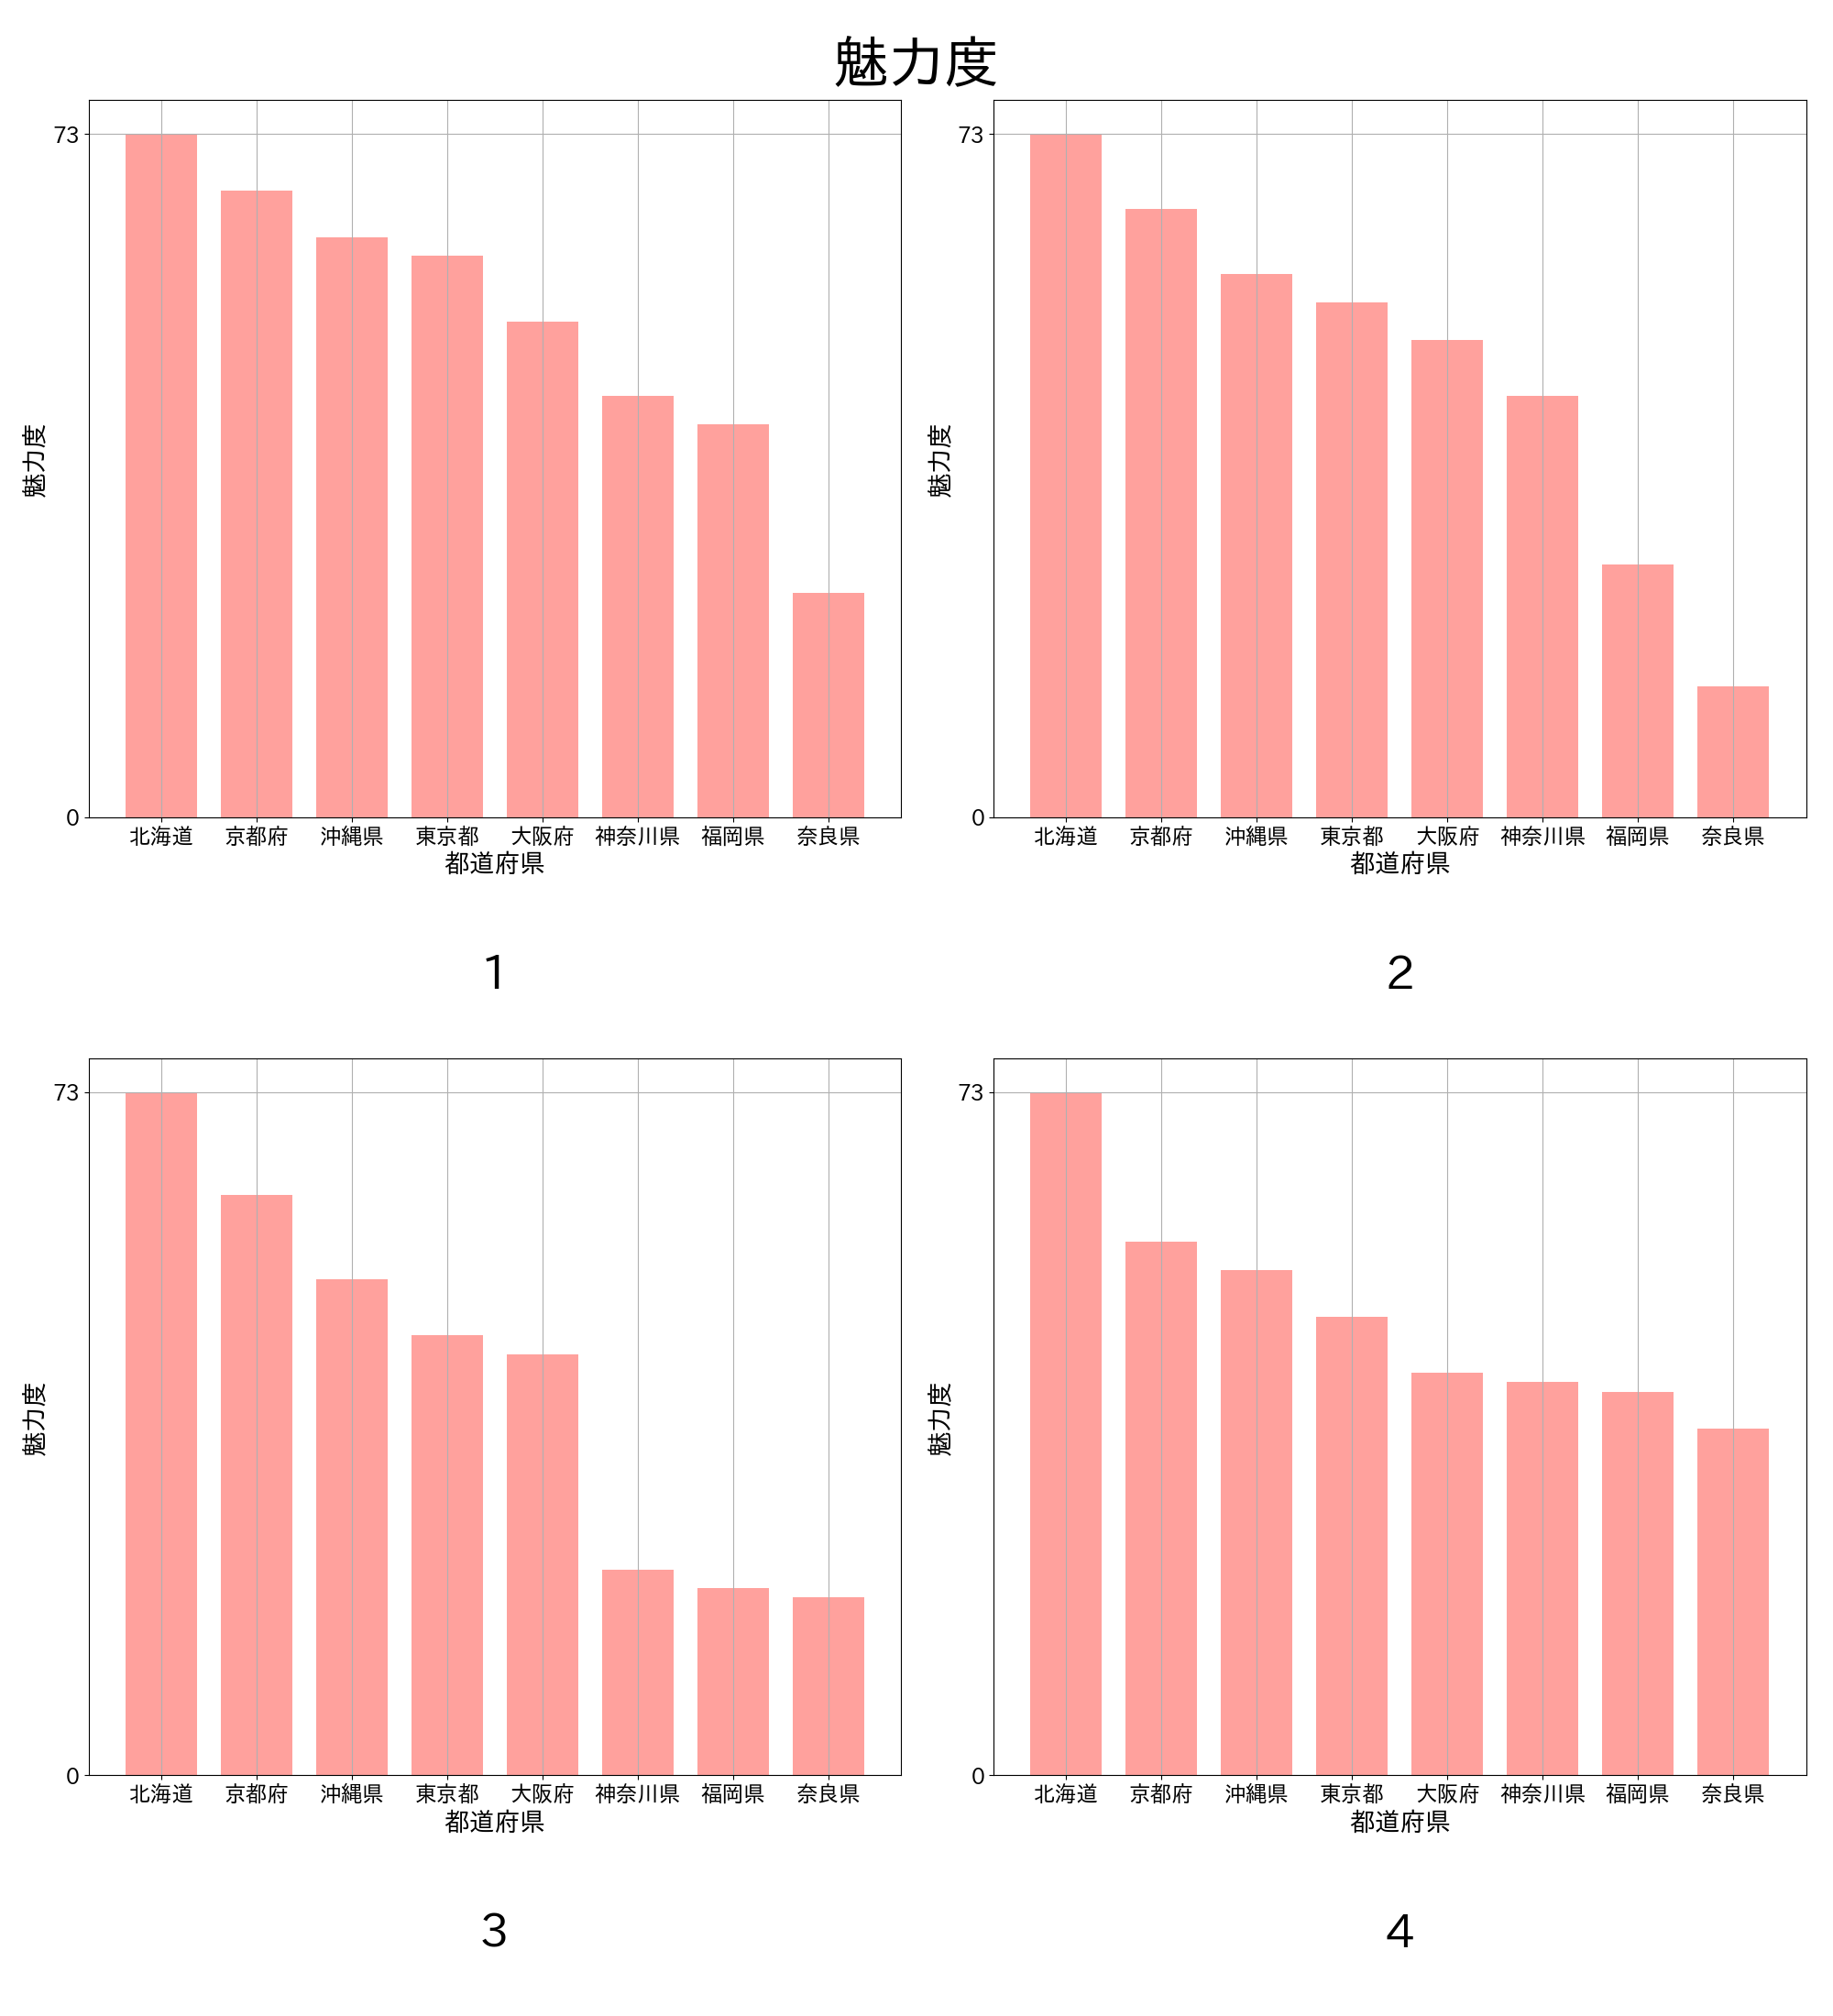 魅力度
73
0
魅力度
北海道 京都府 沖縄県 東京都 大阪府 神奈川県 福岡県 奈良県
都道府県
1
73
0
魅力度
北海道 京都府 沖縄県 東京都 大阪府 神奈川県 福岡県 奈良県
都道府県
2
73
0
魅力度
北海道 京都府 沖縄県 東京都 大阪府 神奈川県 福岡県 奈良県
都道府県
3
73
0
魅力度
北海道 京都府 沖縄県 東京都 大阪府 神奈川県 福岡県 奈良県
都道府県
4